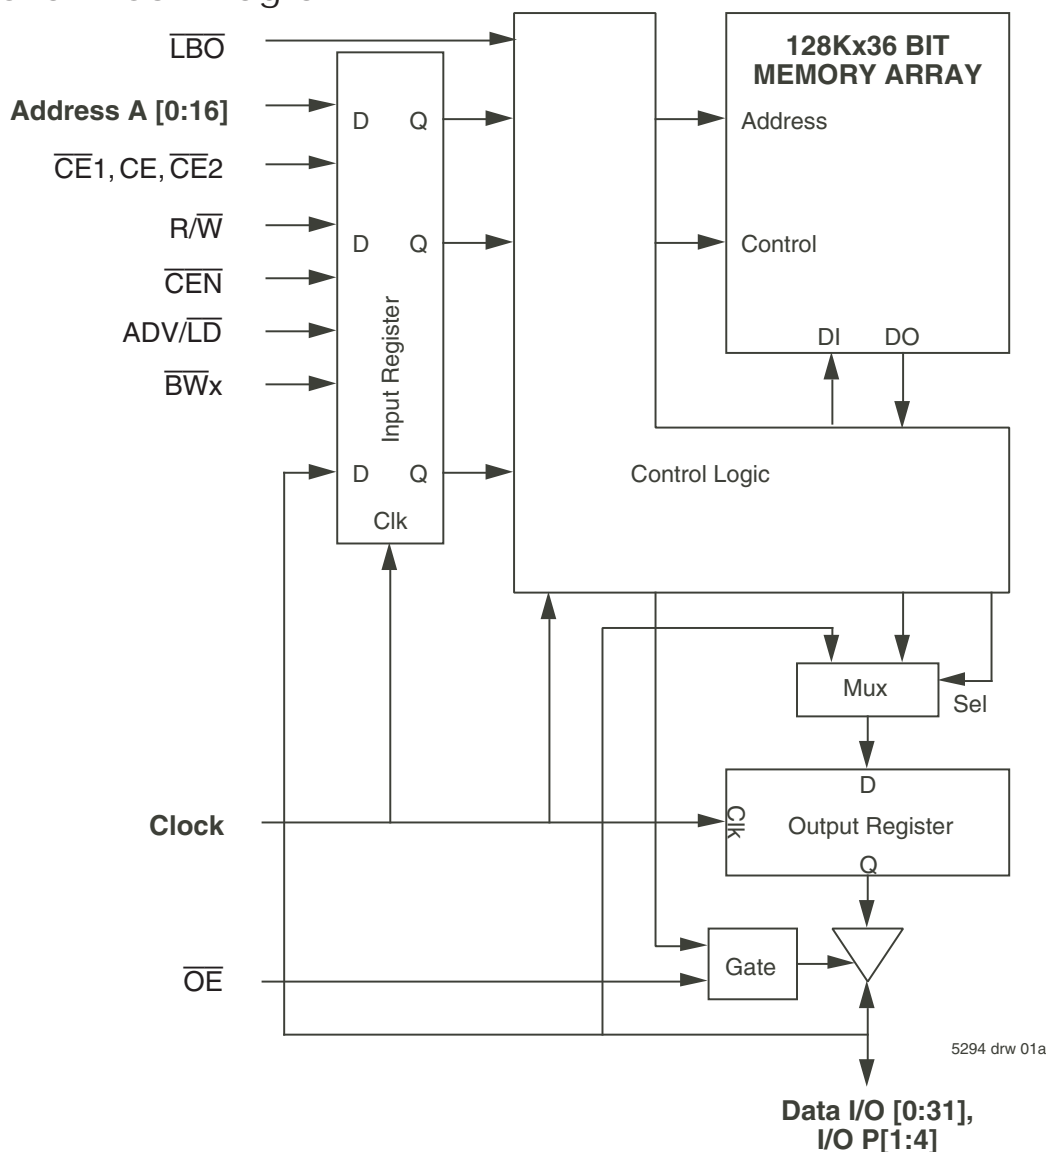 LBO
128Kx36 BIT
MEMORY ARRAY
Address A [0:16]
D Q
Address
CE1, CE, CE2
R/W
D Q
Control
CEN
ADV/LD
BWx
Input Register
DI DO
D Q
Control Logic
Clk
Mux
Sel
Clock
D
Clk
Output Register
Q
OE
Gate
5294 drw 01a
Data I/O [0:31],
I/O P[1:4]